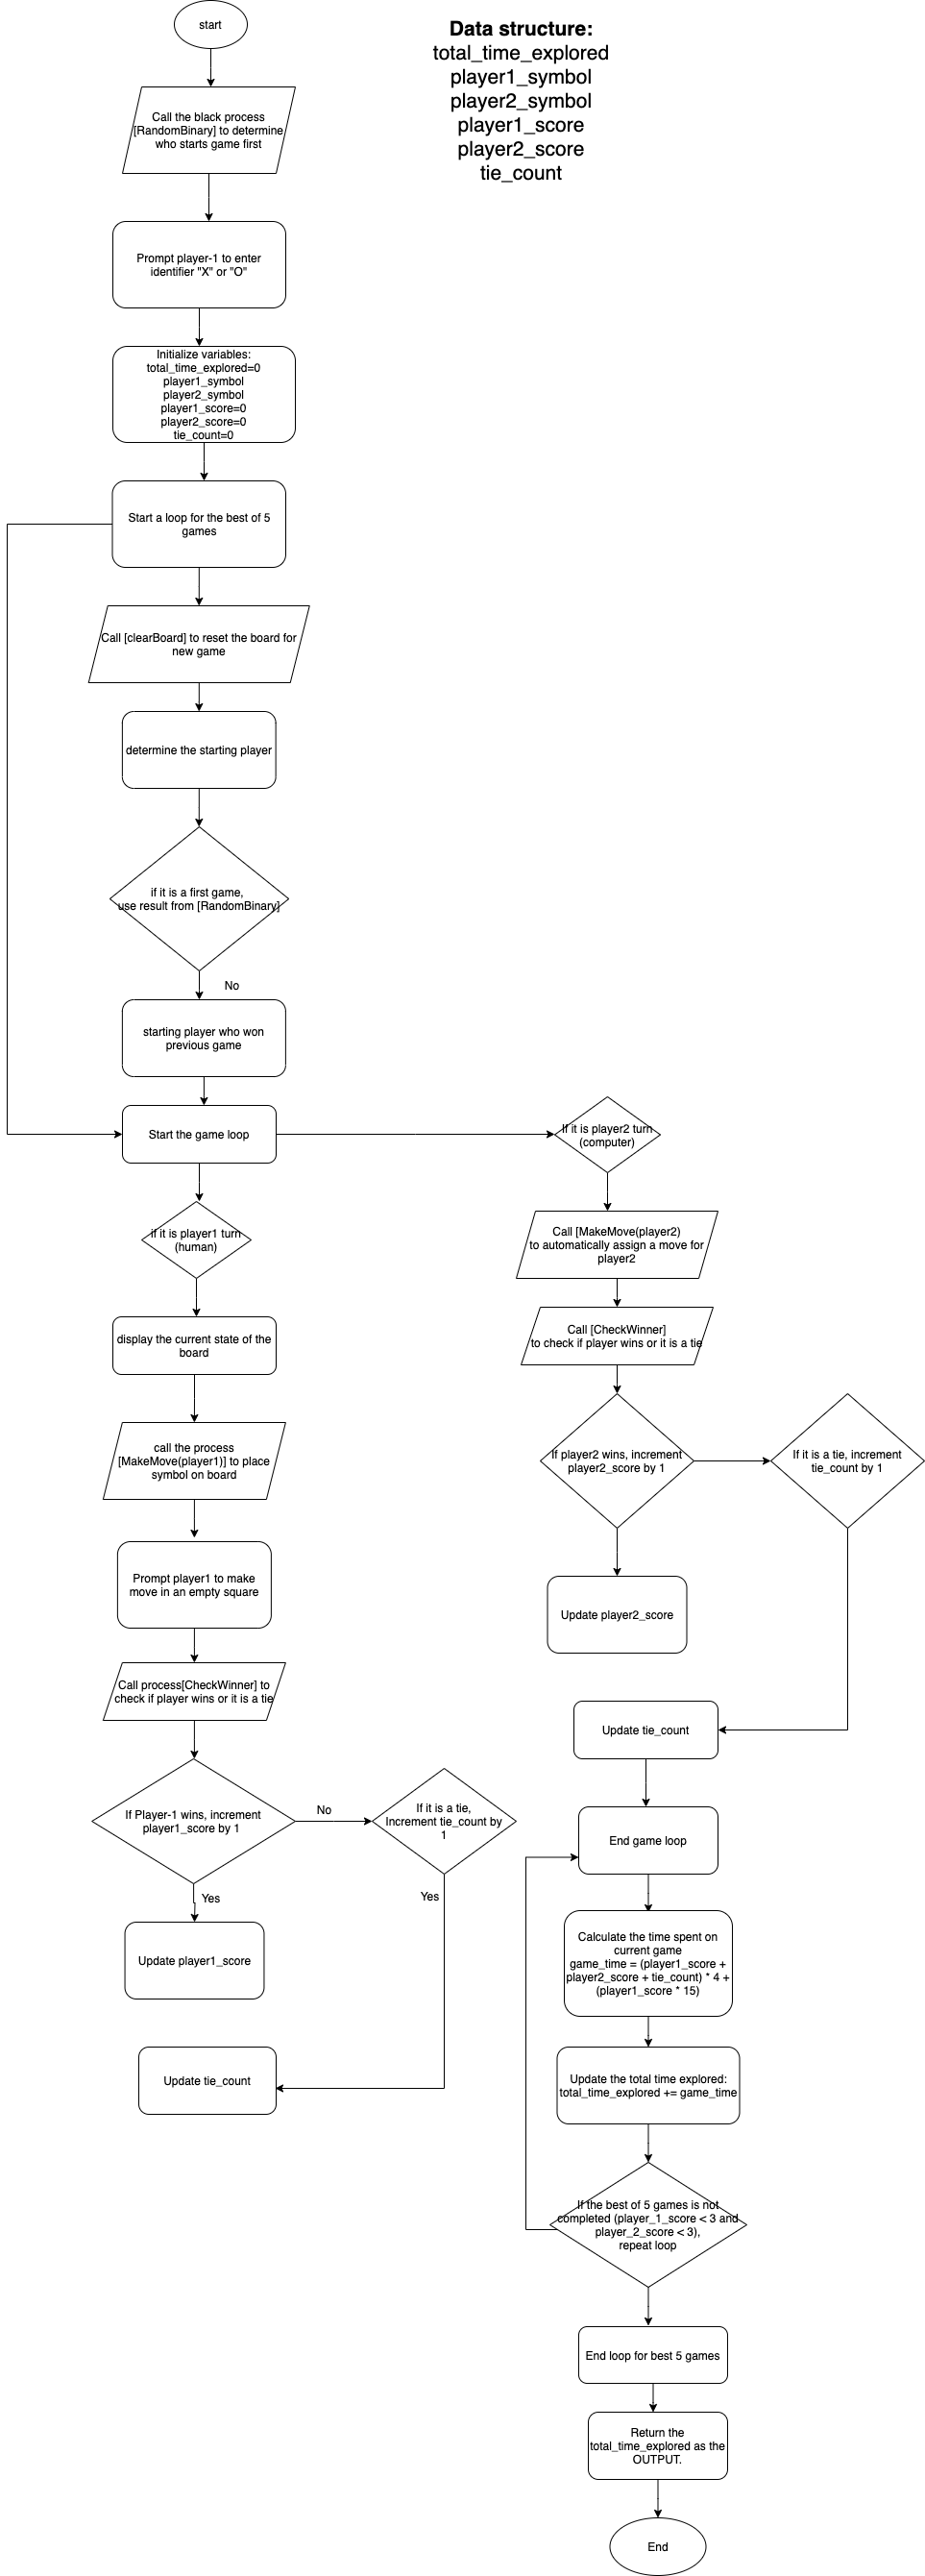 start
Data structure:
total_time_explored
player1_symbol
player2_symbol
player1_score
player2_score
tie_count
Call the black process
[RandomBinary] to determine
who starts game first
Prompt player-1 to enter
identifier "X" or "O"
Initialize variables:
total_time_explored=0
player1_symbol
player2_symbol
player1_score=0
player2_score=0
tie_count=0
Start a loop for the best of 5
games
Call [clearBoard] to reset the board for
new game
determine the starting player
if it is a first game,
use result from [RandomBinary]
No
starting player who won
previous game
Start the game loop
If it is player2 turn
(computer)
if it is player1 turn
(human)
Call [MakeMove(player2)
to automatically assign a move for
player2
display the current state of the
board
Call [CheckWinner]
to check if player wins or it is a tie
call the process
[MakeMove(player1)] to place
symbol on board
If player2 wins, increment
player2_score by 1
If it is a tie, increment
tie_count by 1
Prompt player1 to make
move in an empty square
Update player2_score
Call process[CheckWinner] to
check if player wins or it is a tie
Update tie_count
If Player-1 wins, increment
player1_score by 1
No
If it is a tie,
Increment tie_count by
1
End game loop
Yes
Yes
Update player1_score
Calculate the time spent on
current game
game_time = (player1_score +
player2_score + tie_count) * 4 +
(player1_score * 15)
Update tie_count
Update the total time explored:
total_time_explored += game_time
If the best of 5 games is not
completed (player_1_score < 3 and
player_2_score < 3),
repeat loop
End loop for best 5 games
Return the
total_time_explored as the
OUTPUT.
End